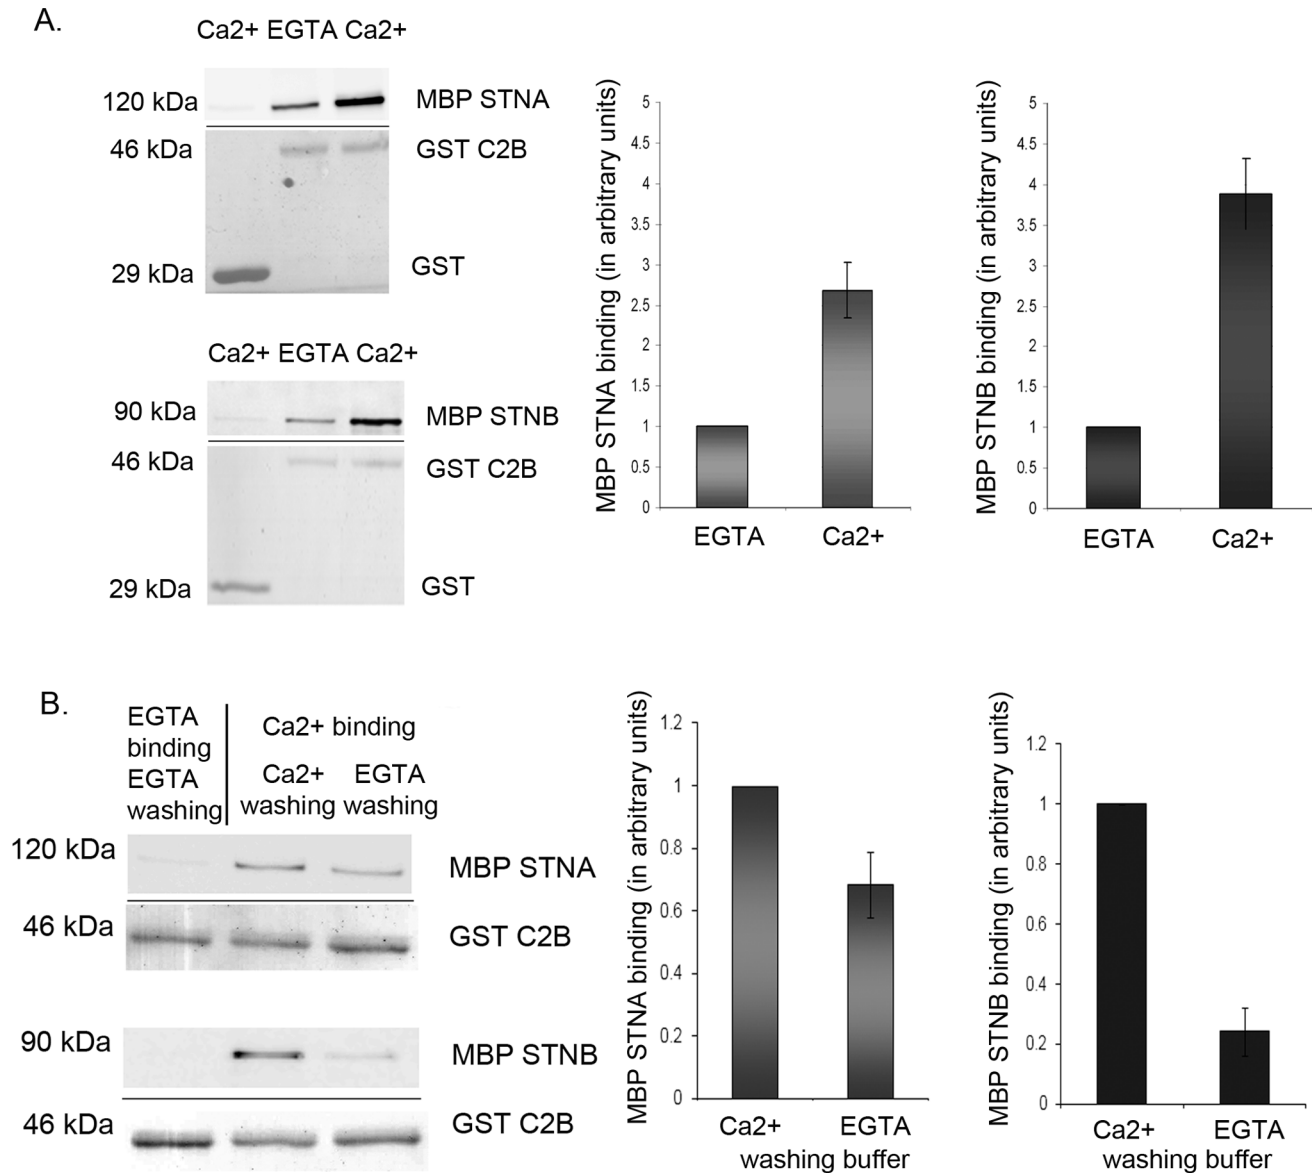 A.
Ca2+ EGTA Ca2+
120 kDa
MBP STNA
46 kDa
GST C2B
29 kDa
GST
Ca2+ EGTA Ca2+
90 kDa
MBP STNB
46 kDa
GST C2B
29 kDa
GST
MBP STNA binding (in arbitrary units)
5
4.5
4
3.5
3
2.5
2
1.5
1
0.5
0
EGTA
Ca2+
MBP STNB binding (in arbitrary units)
5
4.5
4
3.5
3
2.5
2
1.5
1
0.5
0
EGTA
Ca2+
B.
EGTA
binding
EGTA
washing
Ca2+ binding
Ca2+
washing
EGTA
washing
120 kDa
MBP STNA
46 kDa
GST C2B
90 kDa
MBP STNB
46 kDa
GST C2B
MBP STNA binding (in arbitrary units)
1.2
1
0.8
0.6
0.4
0.2
0
Ca2+
EGTA
washing buffer
MBP STNB binding (in arbitrary units)
1.2
1
0.8
0.6
0.4
0.2
0
Ca2+
EGTA
washing buffer